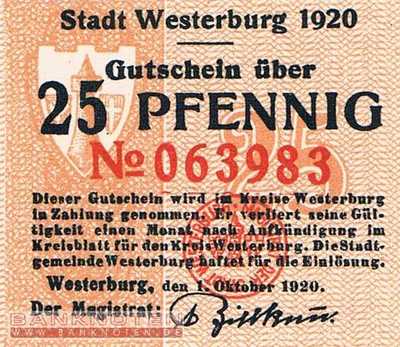 Stadt Westerburg 1920
Gutschein über
25 PFENNIG
25
No 063983
Dieser Gutschein wird im Kreise Westerburg
in Zahlung genommen. Er verliert seine Gül-
tigkeit einen Monat nach Aufkündigung im
Kreisblatt für den Kreis Westerburg. Die Stadt-
gemeinde Westerburg haftet für die Einlösung.
Westerburg, den 1. Oktober 1920.
Der Magistrat:
BANKNOTEN
WWW.BANKNOTEN.DE